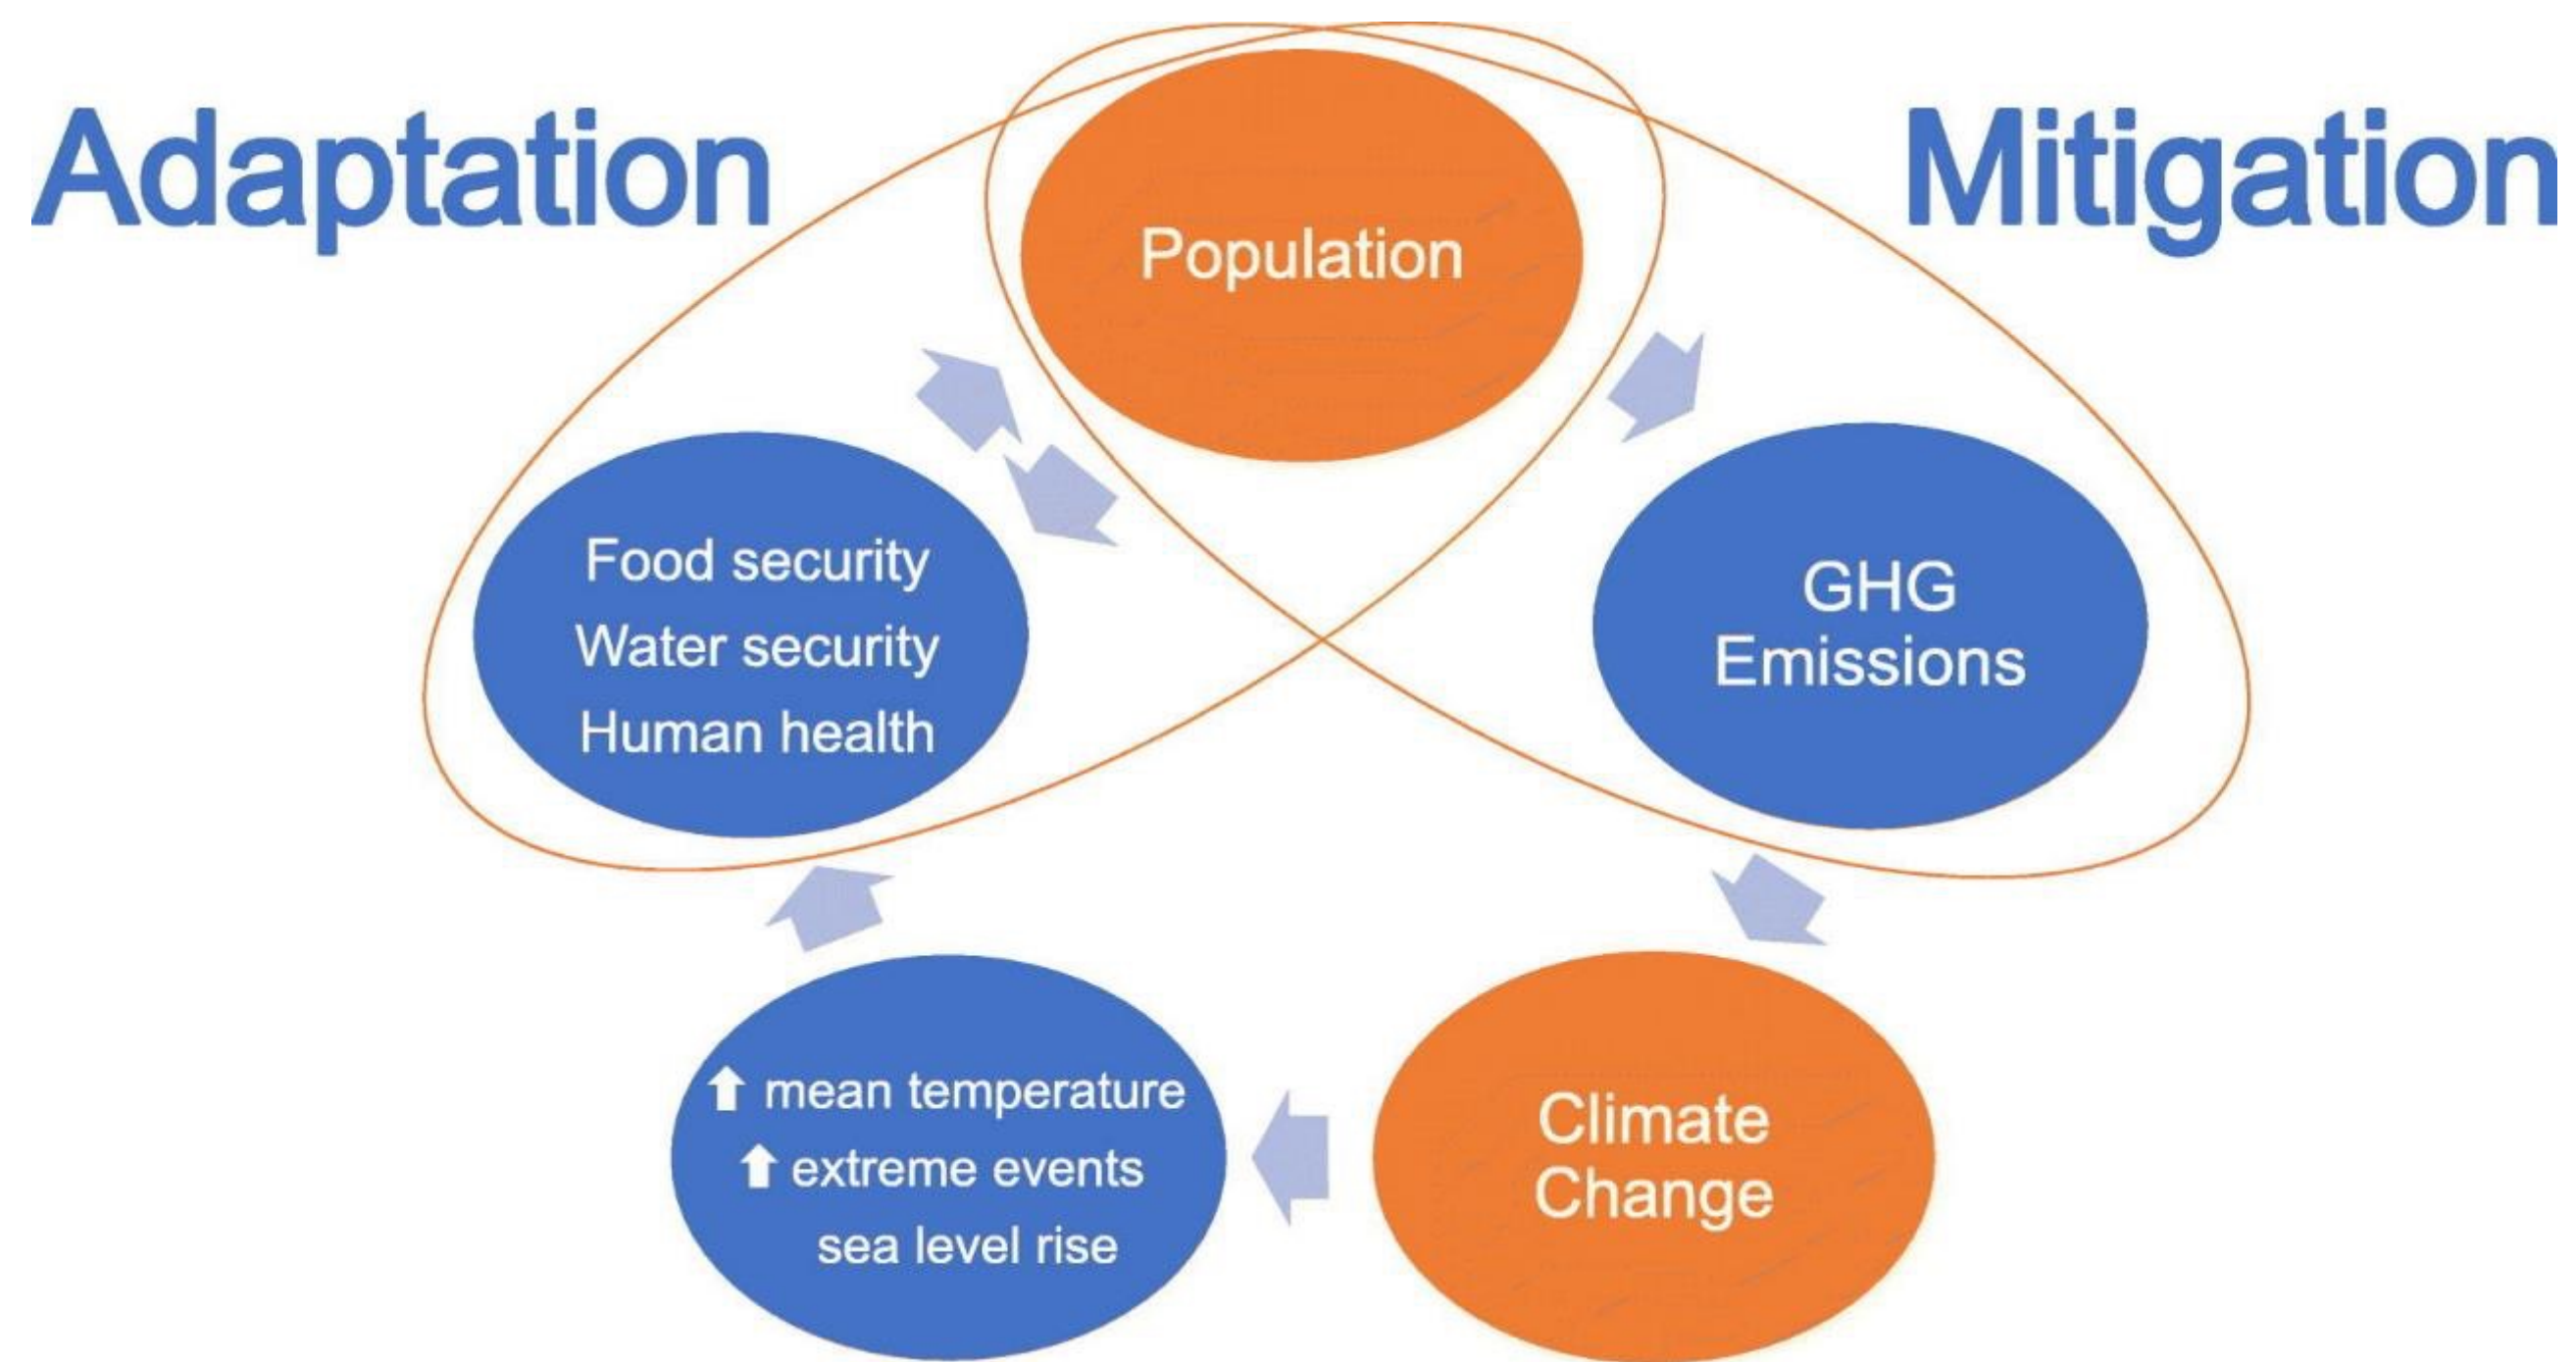 Adaptation
Mitigation
Population
Food security
Water security
Human health
GHG
Emissions
mean temperature
extreme events
sea level rise
Climate
Change